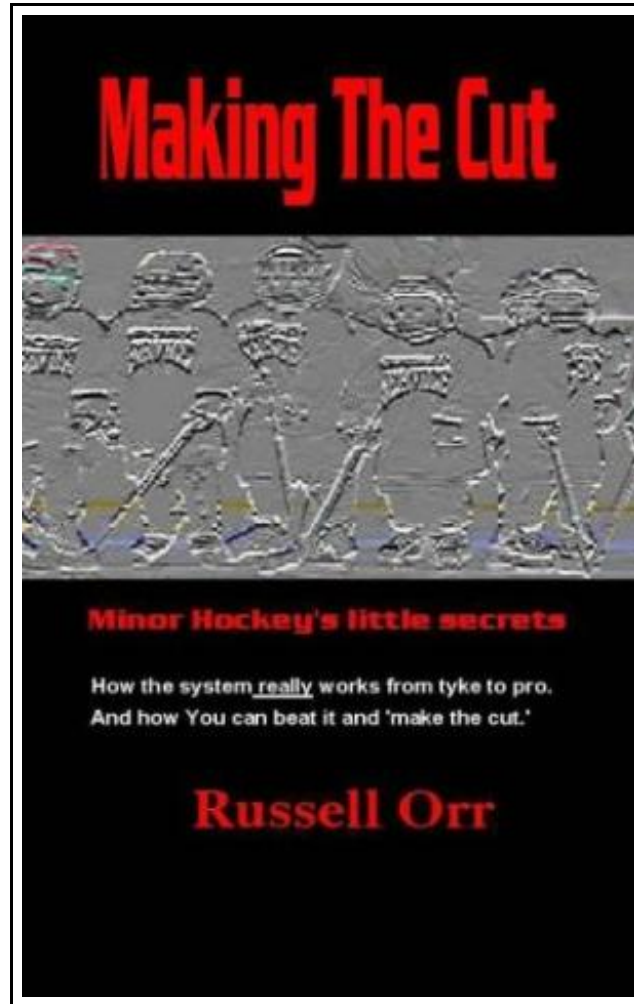 Making The Cut
Minor Hockey's little secrets
How the system really works from tyke to pro.
And how You can beat it and 'make the cut.'
Russell Orr